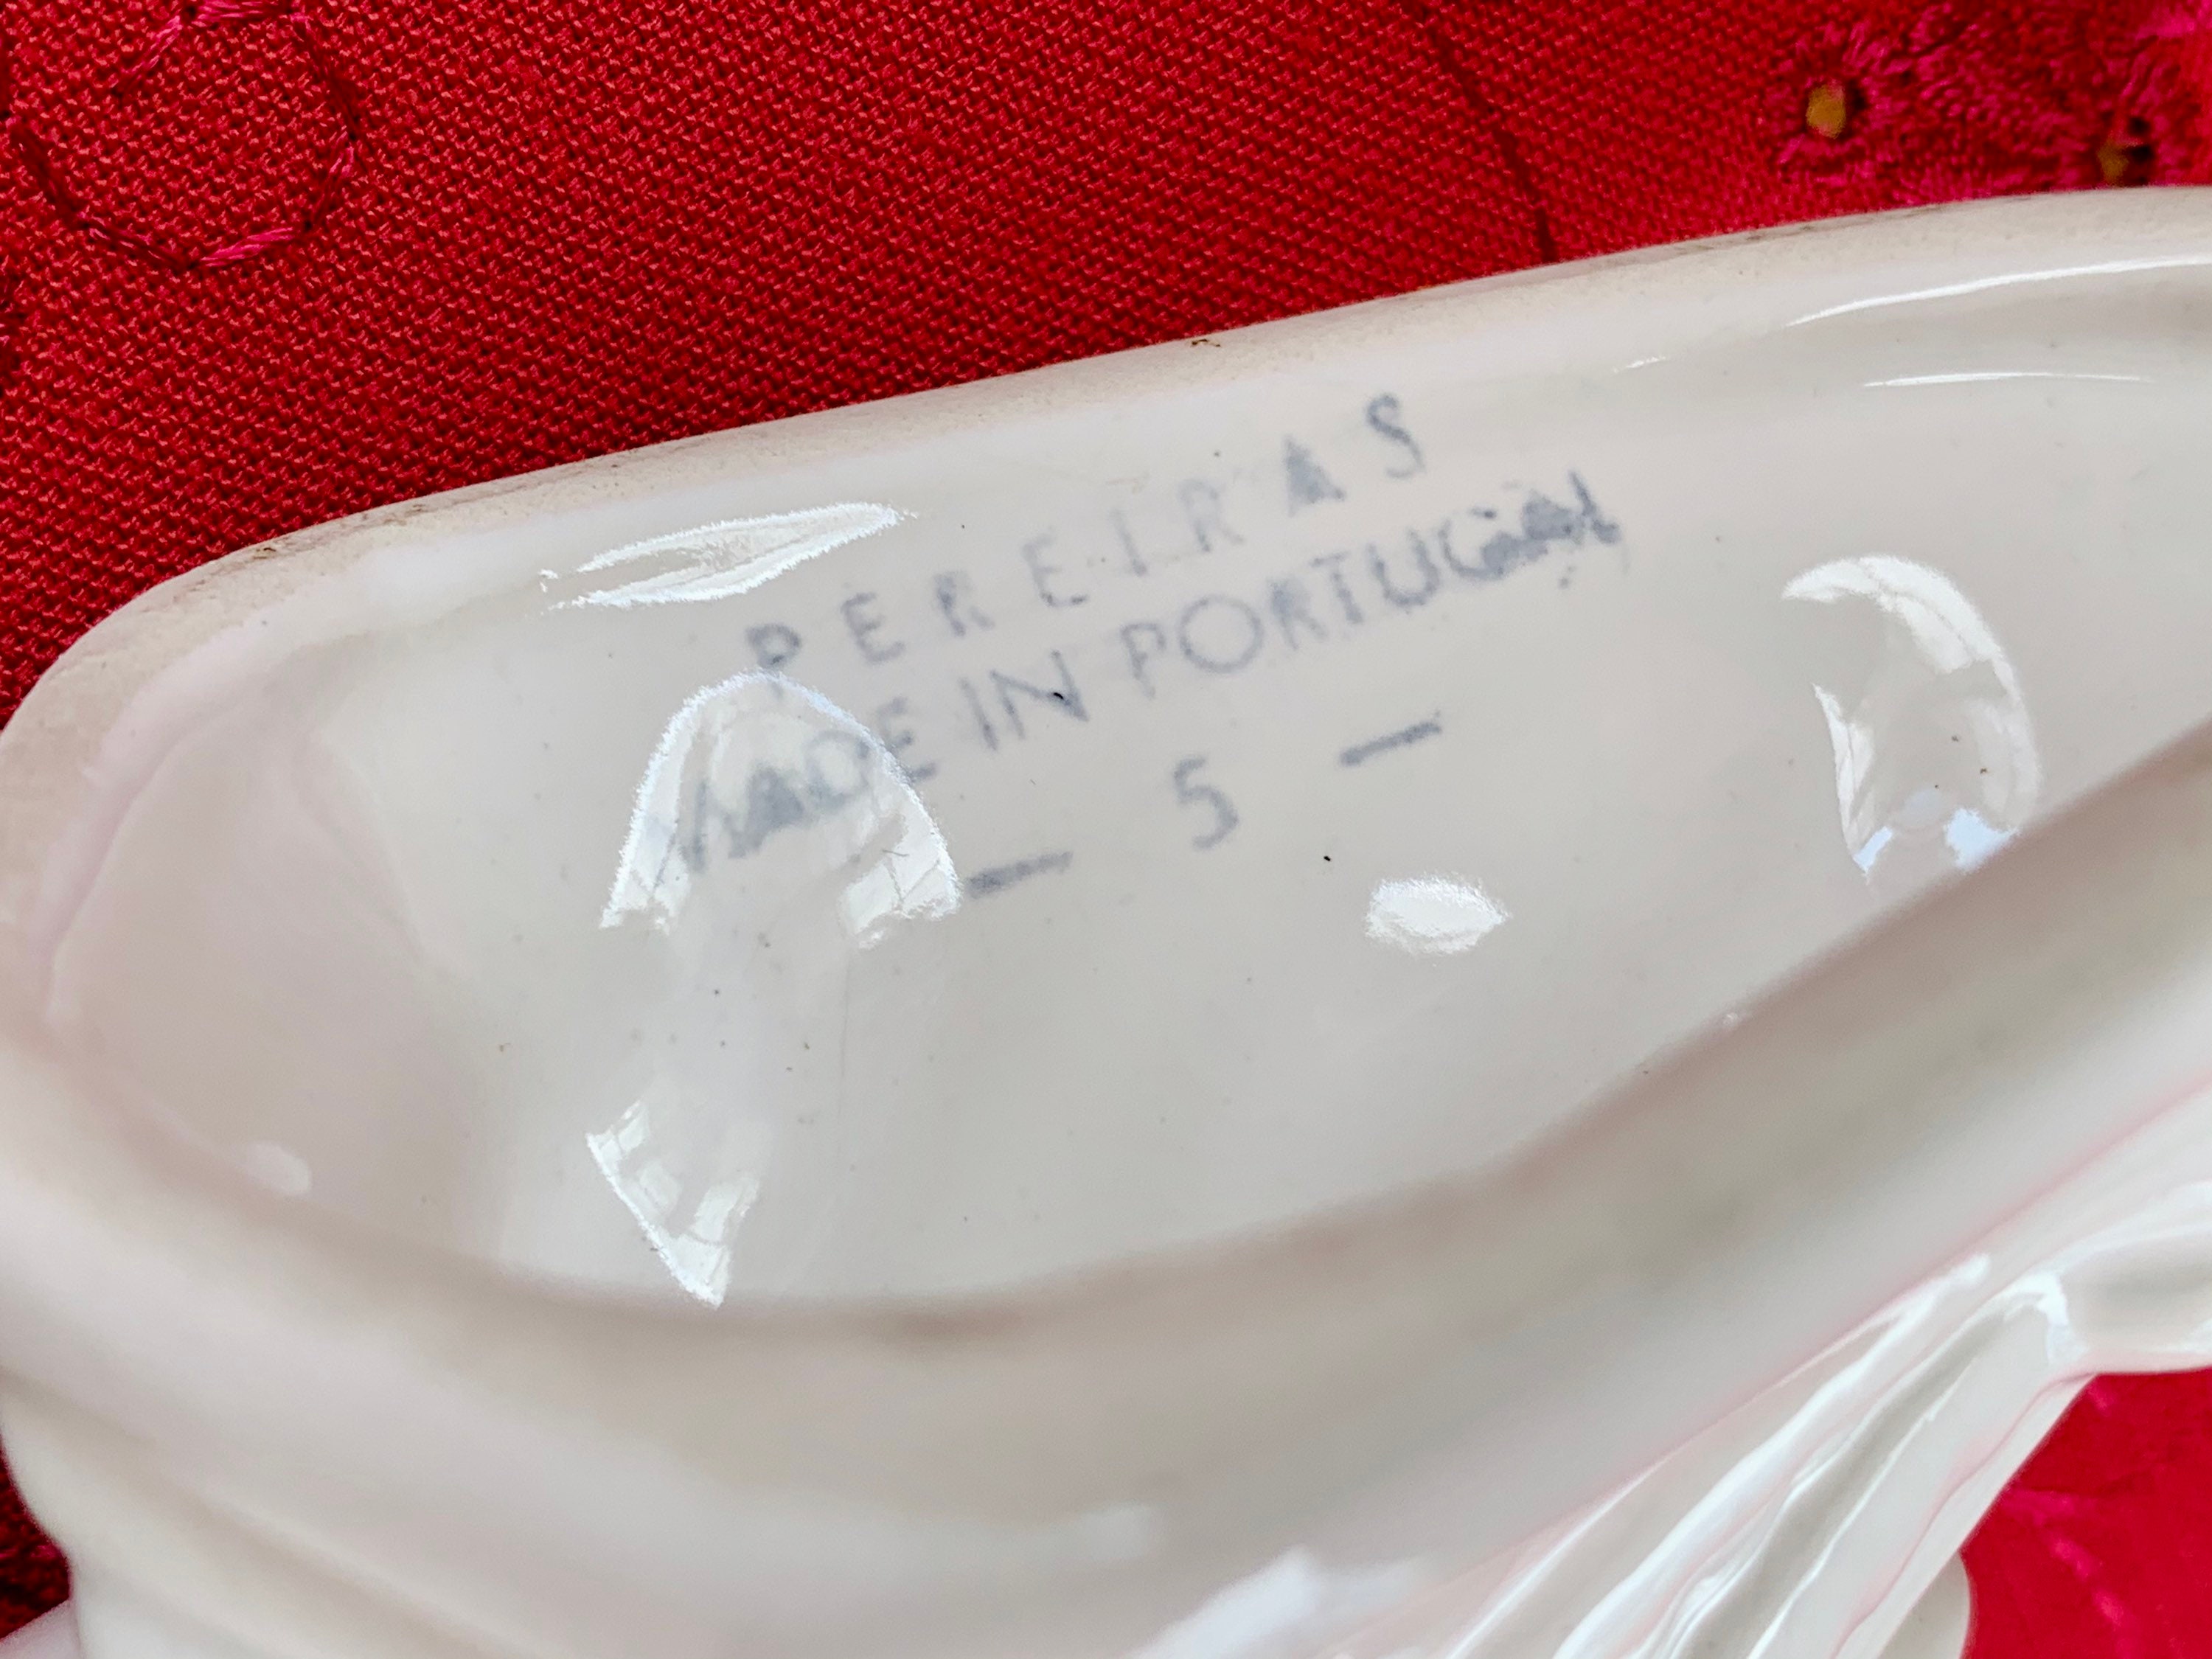 PEREIRAS
MADE IN PORTUGAL
— 5 —